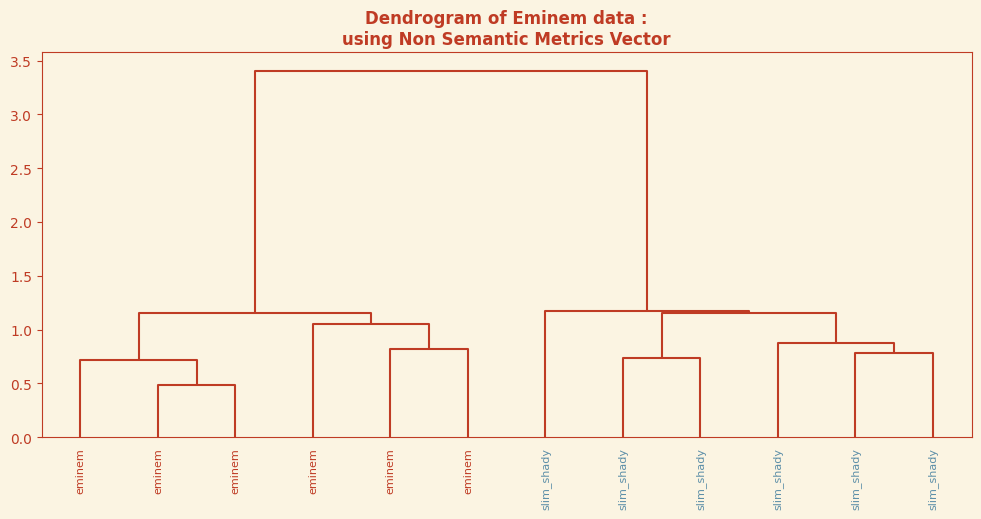 Dendrogram of Eminem data :
using Non Semantic Metrics Vector
3.5
3.0
2.5
2.0
1.5
1.0
0.5
0.0
eminem
eminem
eminem
eminem
eminem
eminem
slim_shady
slim_shady
slim_shady
slim_shady
slim_shady
slim_shady